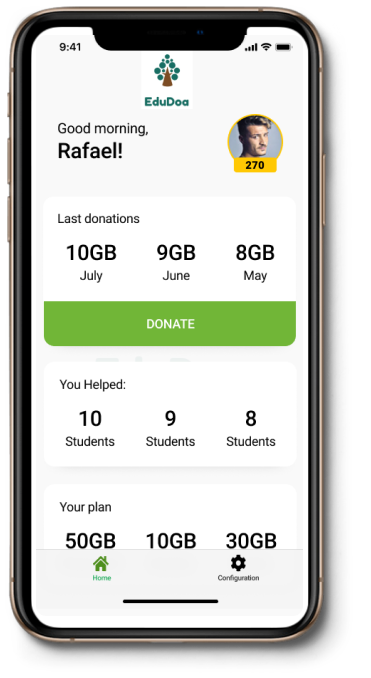 9:41
EduDoa
Good morning,
Rafael!
270
Last donations
10GB 9GB 8GB
July June May
DONATE
You Helped:
10 9 8
Students Students Students
Your plan
50GB 10GB 30GB
Home Configuration